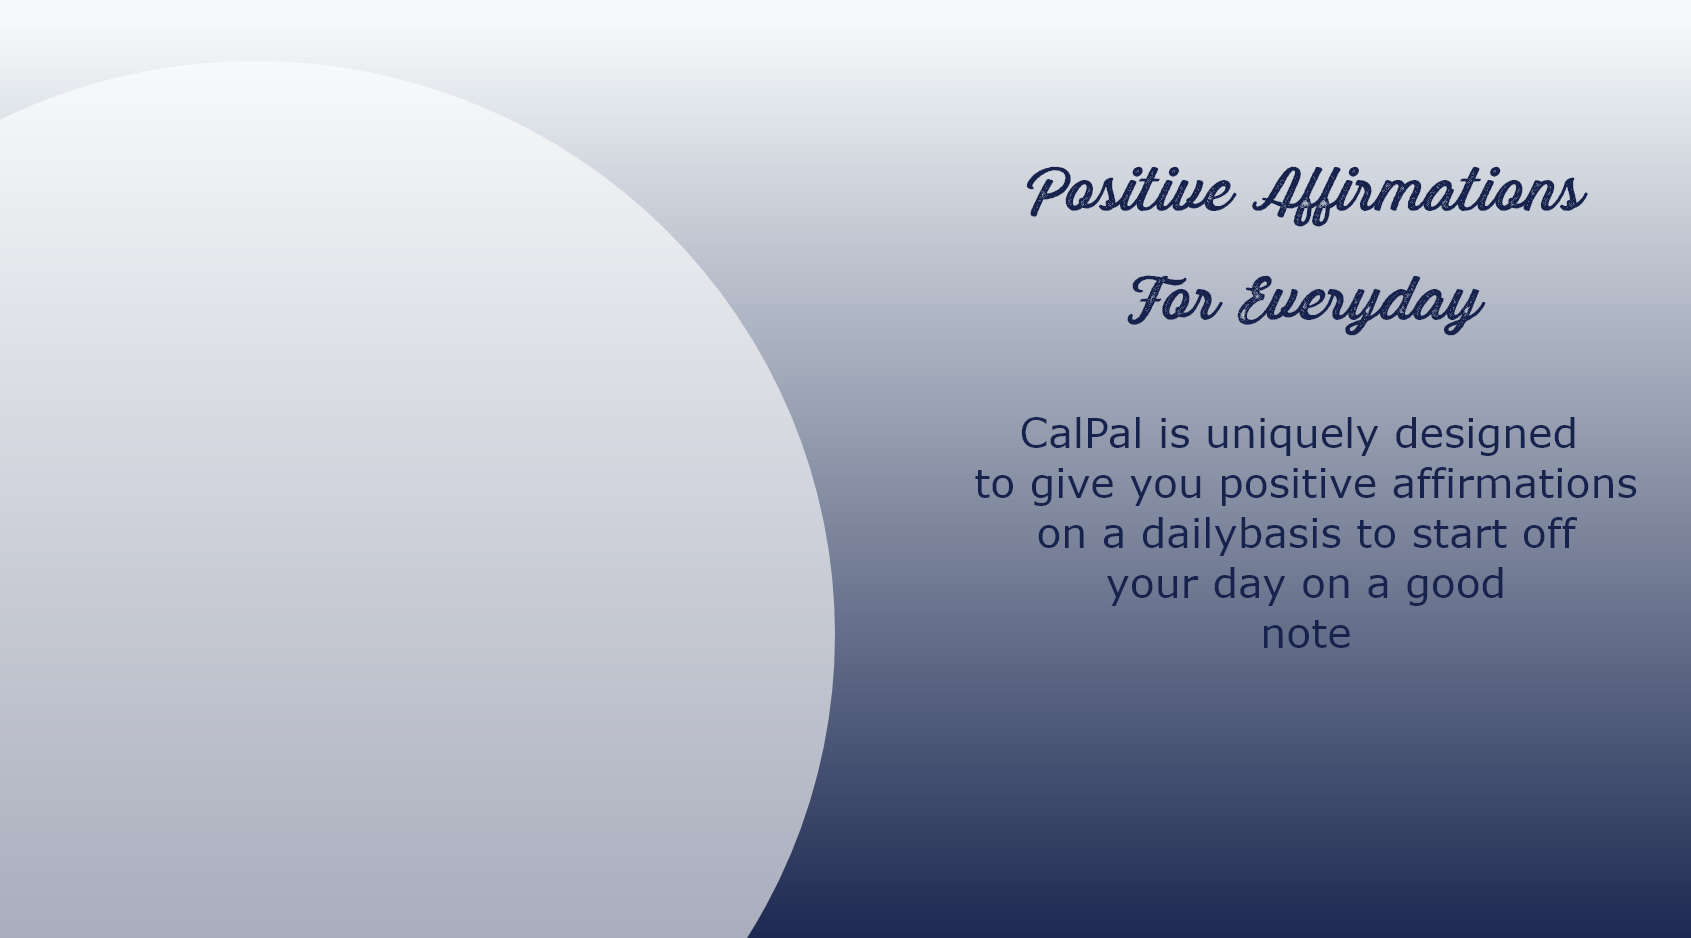 Positive Affirmations
For Everyday
CalPal is uniquely designed
to give you positive affirmations
on a dailybasis to start off
your day on a good
note